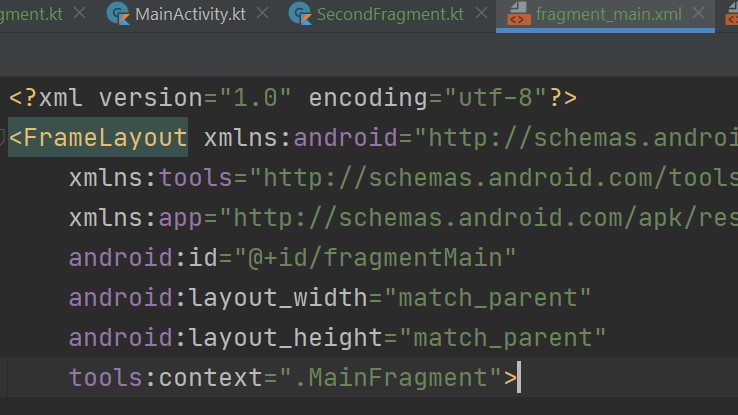 gment.kt MainActivity.kt SecondFragment.kt fragment_main.xml
<?xml version="1.0" encoding="utf-8"?>
<FrameLayout xmlns:android="http://schemas.androi
xmlns:tools="http://schemas.android.com/tools
xmlns:app="http://schemas.android.com/apk/res
android:id="@+id/fragmentMain"
android:layout_width="match_parent"
android:layout_height="match_parent"
tools:context=".MainFragment">